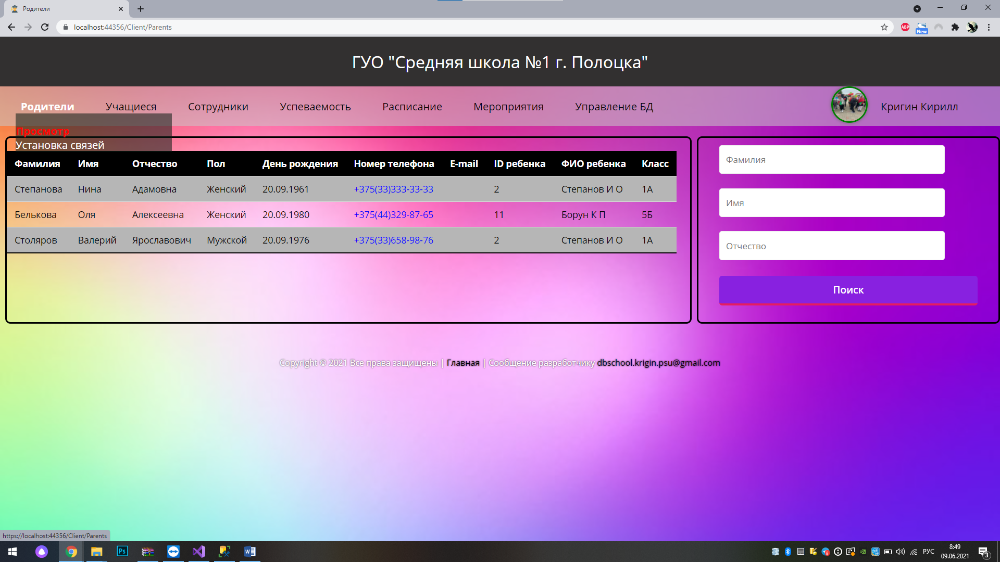 Родители
localhost:44356/Client/Parents
ABP
New
ГУО "Средняя школа №1 г. Полоцка"
Родители Учащиеся Сотрудники Успеваемость Расписание Мероприятия Управление БД Кригин Кирилл
Просмотр
Установка связей
Фамилия Имя Отчество Пол День рождения Номер телефона E-mail ID ребенка ФИО ребенка Класс
Степанова Нина Адамовна Женский 20.09.1961 +375(33)333-33-33 2 Степанов И О 1А
Белькова Оля Алексеевна Женский 20.09.1980 +375(44)329-87-65 11 Борун К П 5Б
Столяров Валерий Ярославович Мужской 20.09.1976 +375(33)658-98-76 2 Степанов И О 1А
Фамилия
Имя
Отчество
Поиск
Copyright © 2021 Все права защищены | Главная | Сообщение разработчику dbschool.krigin.psu@gmail.com
https://localhost:44356/Client/Parents
Ps
РУС
8:49
09.06.2021
3